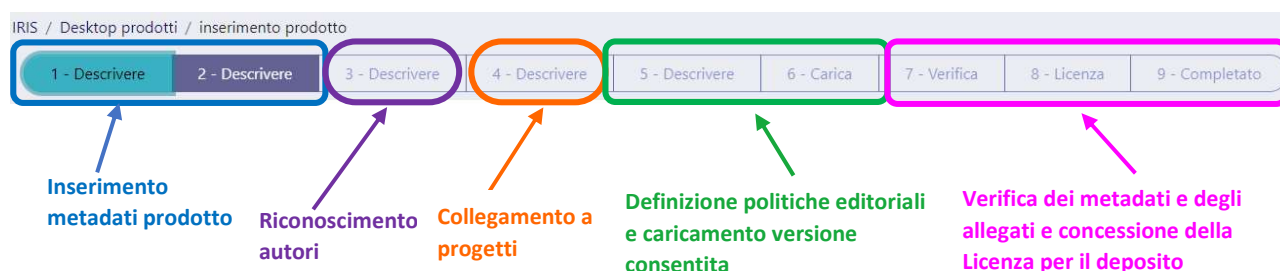 IRIS / Desktop prodotti / inserimento prodotto
1 - Descrivere 2 - Descrivere 3 - Descrivere 4 - Descrivere 5 - Descrivere 6 - Carica 7 - Verifica 8 - Licenza 9 - Completato
Inserimento
metadati prodotto
Riconoscimento
autori
Collegamento a
progetti
Definizione politiche editoriali
e caricamento versione
consentita
Verifica dei metadati e degli
allegati e concessione della
Licenza per il deposito